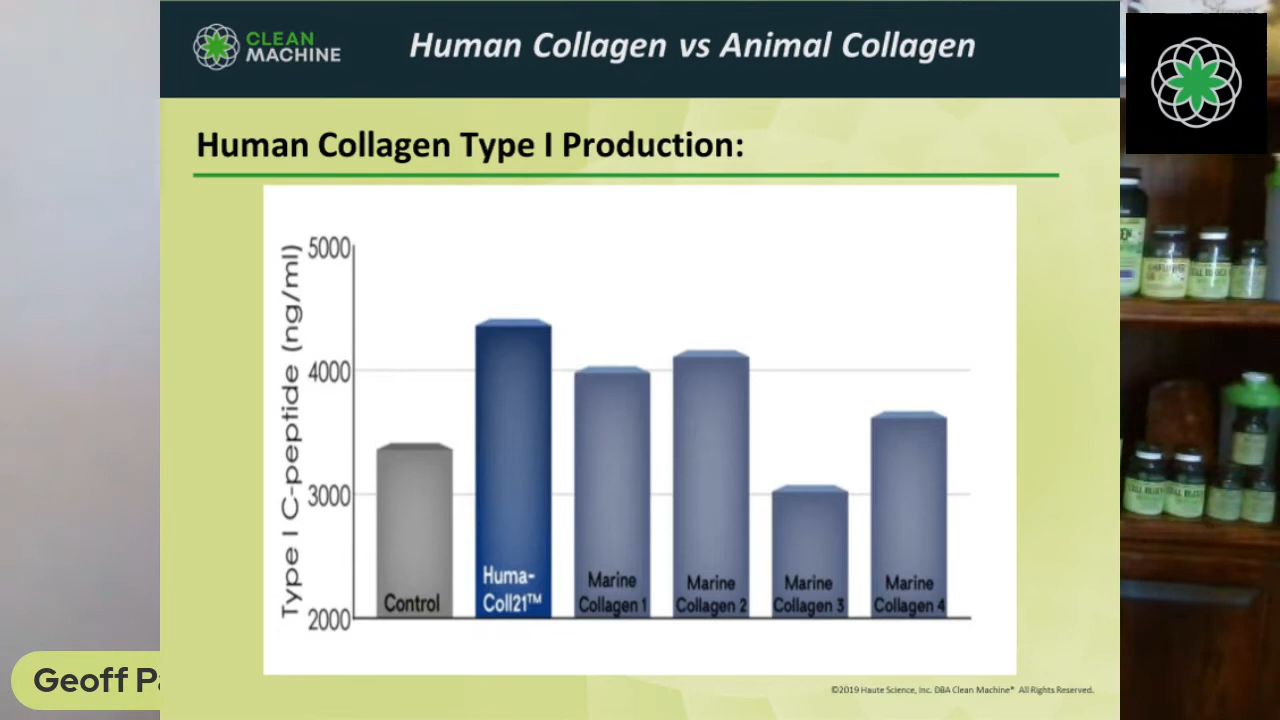 CLEAN
MACHINE
Human Collagen vs Animal Collagen
Human Collagen Type I Production:
Type I C-peptide (ng/ml)
5000
4000
3000
2000
Control
Huma-
Coll21™
Marine
Collagen 1
Marine
Collagen 2
Marine
Collagen 3
Marine
Collagen 4
©2019 Haute Science, Inc. DBA Clean Machine® All Rights Reserved.
Geoff Pa